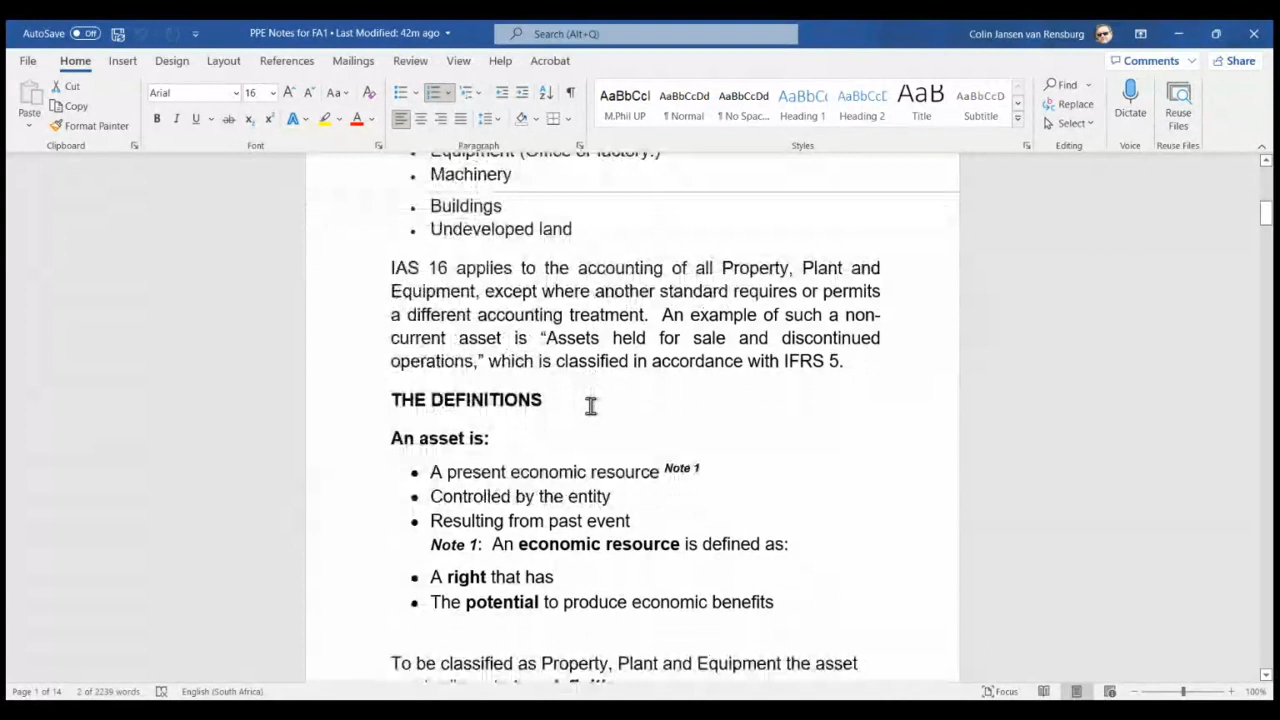 AutoSave Off PPE Notes for FA1 • Last Modified: 42m ago Search (Alt+Q) Colin Jansen van Rensburg
File Home Insert Design Layout References Mailings Review View Help Acrobat Comments Share
Cut
Copy
Format Painter
Paste
Clipboard
Arial 16 A A Aa A
B I U ab x₂ x² A A
Font
Paragraph
AaBbCcI AaBbCcDd AaBbCcDd AaBbCc AaBbCcD AaB AaBbCcD
M.Phil UP ¶ Normal ¶ No Spac... Heading 1 Heading 2 Title Subtitle
Styles
Find
Replace
Select
Editing
Dictate
Voice
Reuse
Files
Reuse Files
Equipment (Office or factory?)
• Machinery
• Buildings
• Undeveloped land
IAS 16 applies to the accounting of all Property, Plant and
Equipment, except where another standard requires or permits
a different accounting treatment. An example of such a non-
current asset is “Assets held for sale and discontinued
operations,” which is classified in accordance with IFRS 5.
THE DEFINITIONS
An asset is:
• A present economic resource Note 1
• Controlled by the entity
• Resulting from past event
Note 1: An economic resource is defined as:
• A right that has
• The potential to produce economic benefits
To be classified as Property, Plant and Equipment the asset
Page 1 of 14 2 of 2239 words English (South Africa) Focus 100%